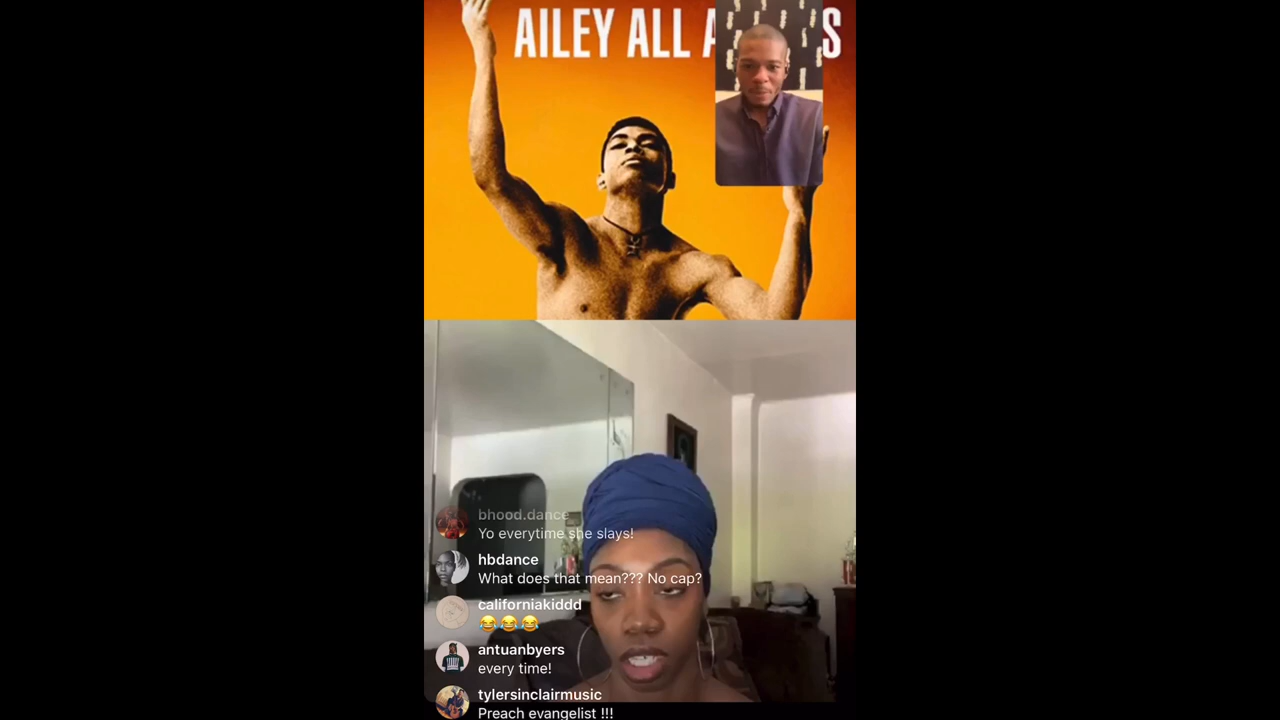 AILEY ALL A S
bhood.dance
Yo everytime she slays!
hbdance
What does that mean??? No cap?
californiakiddd
😂😂😂
antuanbyers
every time!
tylersinclairmusic
Preach evangelist !!!